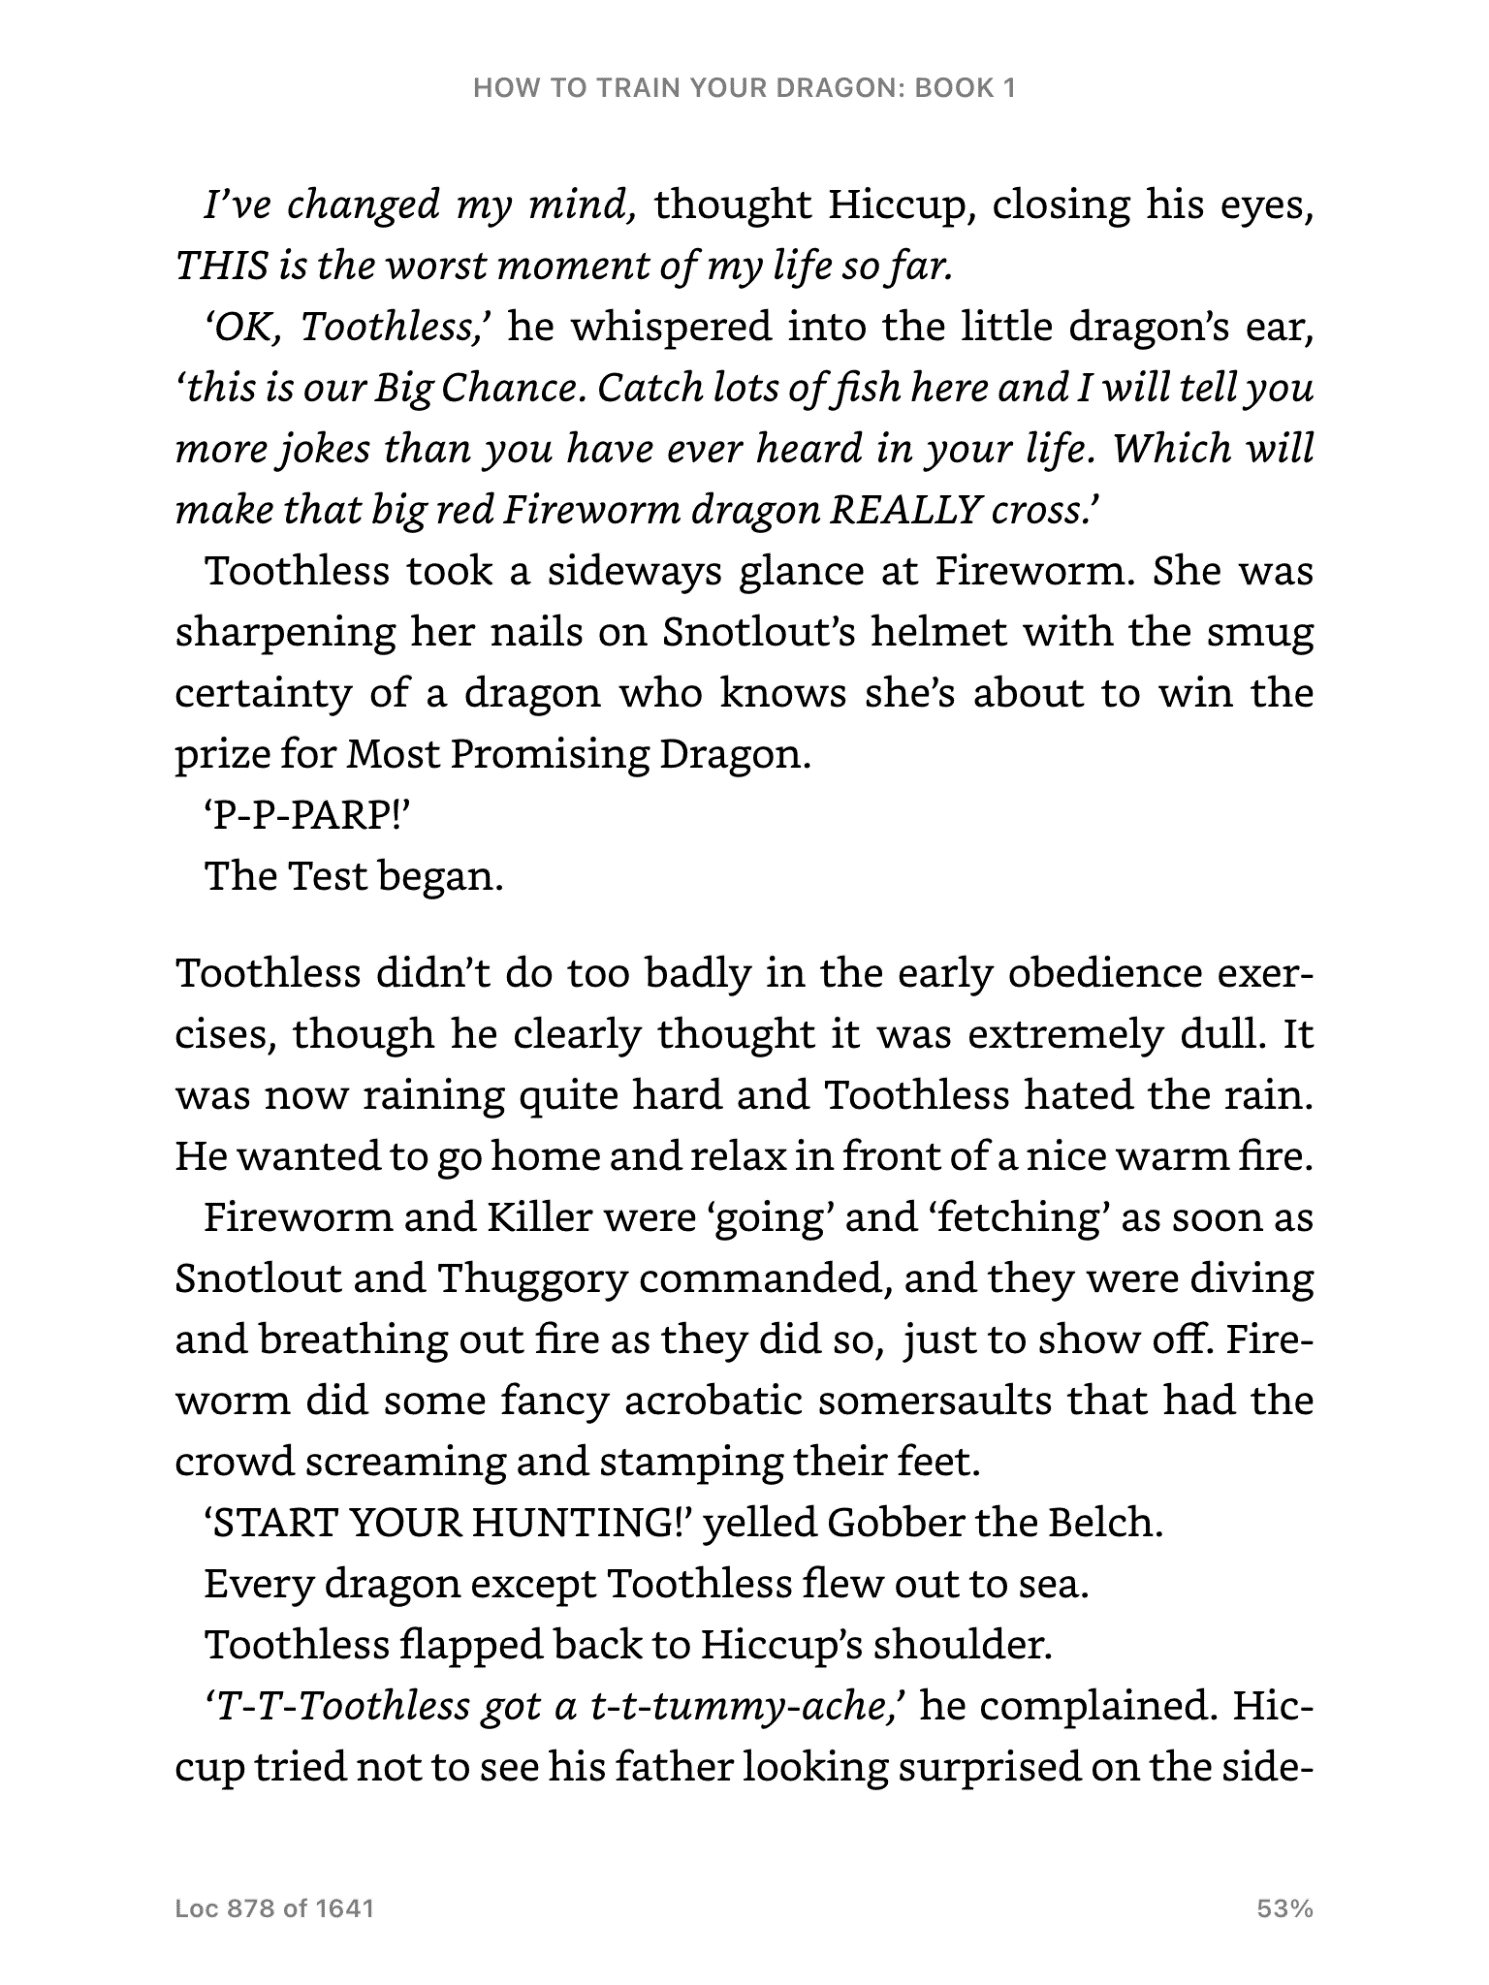 HOW TO TRAIN YOUR DRAGON: BOOK 1
I’ve changed my mind, thought Hiccup, closing his eyes,
THIS is the worst moment of my life so far.
‘OK, Toothless,’ he whispered into the little dragon’s ear,
‘this is our Big Chance. Catch lots of fish here and I will tell you
more jokes than you have ever heard in your life. Which will
make that big red Fireworm dragon REALLY cross.’
Toothless took a sideways glance at Fireworm. She was
sharpening her nails on Snotlout’s helmet with the smug
certainty of a dragon who knows she’s about to win the
prize for Most Promising Dragon.
‘P-P-PARP!’
The Test began.
Toothless didn’t do too badly in the early obedience exer-
cises, though he clearly thought it was extremely dull. It
was now raining quite hard and Toothless hated the rain.
He wanted to go home and relax in front of a nice warm fire.
Fireworm and Killer were ‘going’ and ‘fetching’ as soon as
Snotlout and Thuggory commanded, and they were diving
and breathing out fire as they did so, just to show off. Fire-
worm did some fancy acrobatic somersaults that had the
crowd screaming and stamping their feet.
‘START YOUR HUNTING!’ yelled Gobber the Belch.
Every dragon except Toothless flew out to sea.
Toothless flapped back to Hiccup’s shoulder.
‘T-T-Toothless got a t-t-tummy-ache,’ he complained. Hic-
cup tried not to see his father looking surprised on the side-
Loc 878 of 1641
53%